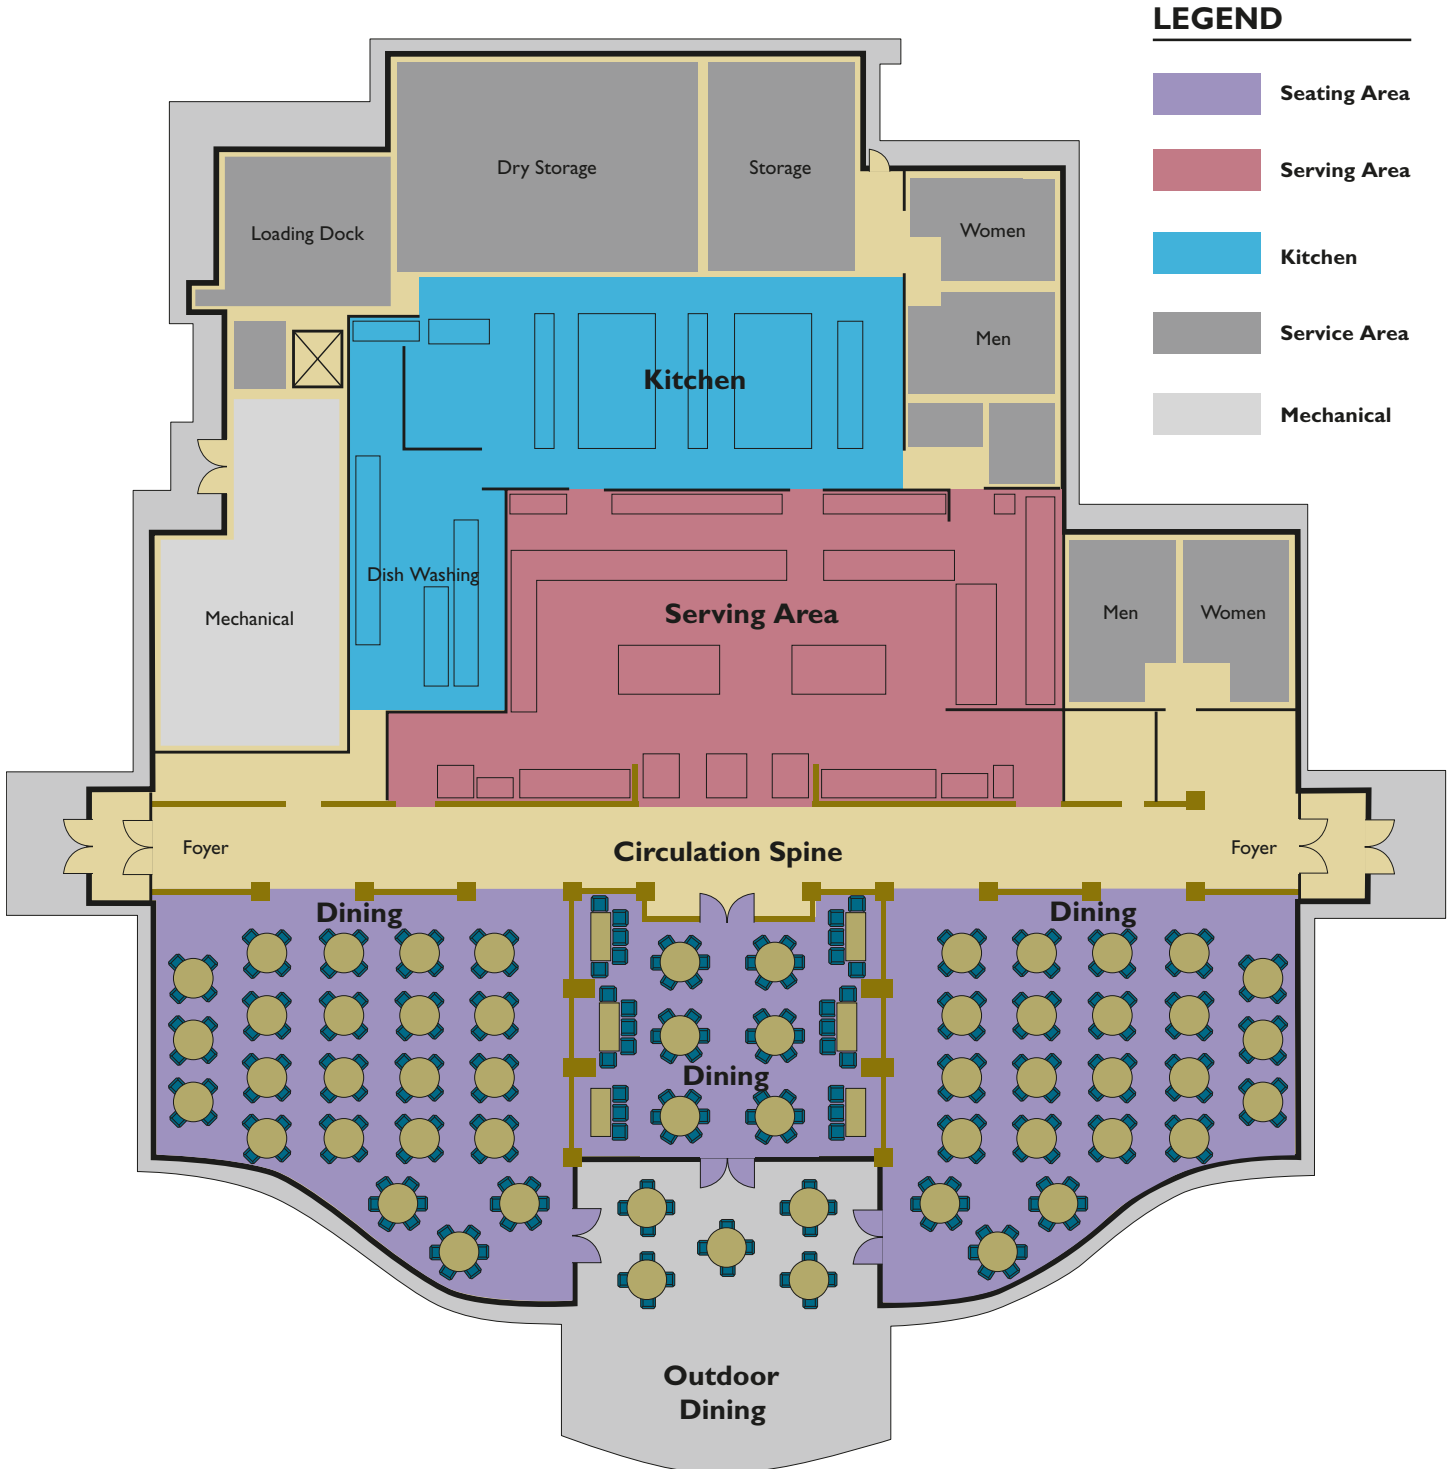 LEGEND
Seating Area
Serving Area
Kitchen
Service Area
Mechanical
Dry Storage
Storage
Loading Dock
Women
Men
Kitchen
Dish Washing
Mechanical
Serving Area
Men
Women
Foyer
Circulation Spine
Foyer
Dining
Dining
Dining
Outdoor
Dining